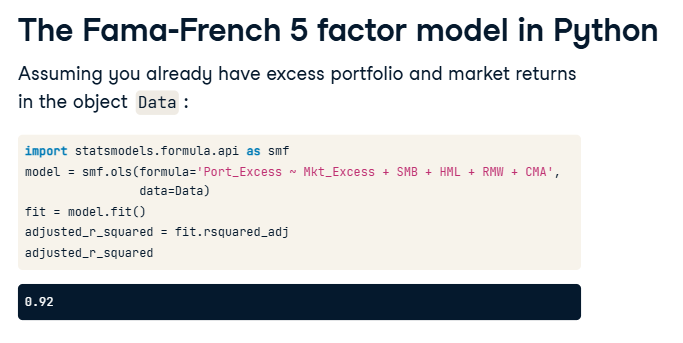 The Fama-French 5 factor model in Python
Assuming you already have excess portfolio and market returns
in the object Data :
import statsmodels.formula.api as smf
model = smf.ols(formula='Port_Excess ~ Mkt_Excess + SMB + HML + RMW + CMA',
                data=Data)
fit = model.fit()
adjusted_r_squared = fit.rsquared_adj
adjusted_r_squared
0.92